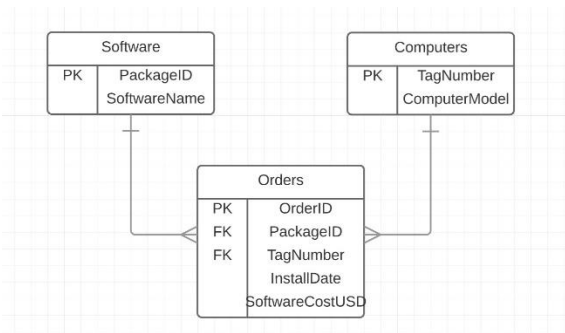 Software
PK PackageID
SoftwareName
Computers
PK TagNumber
ComputerModel
Orders
PK OrderID
FK PackageID
FK TagNumber
InstallDate
SoftwareCostUSD